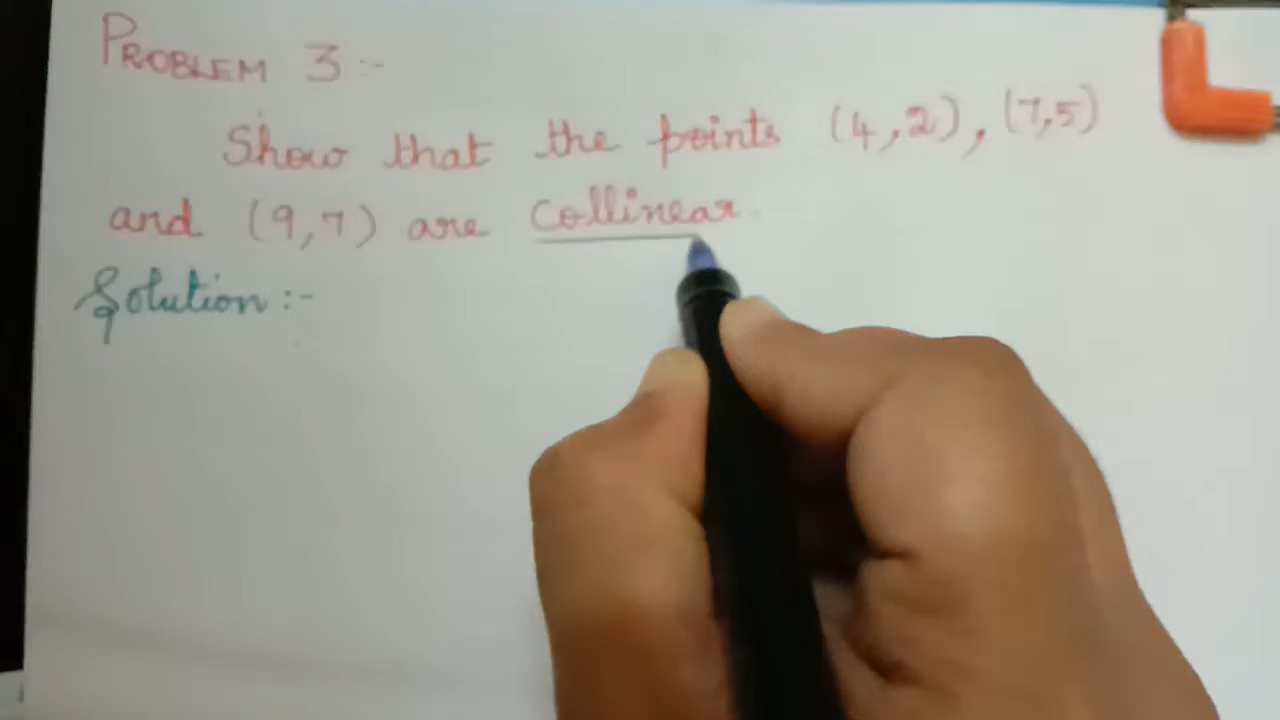 PROBLEM 3 :-
Show that the points (4,2), (7,5)
and (9,7) are collinear.
Solution :-